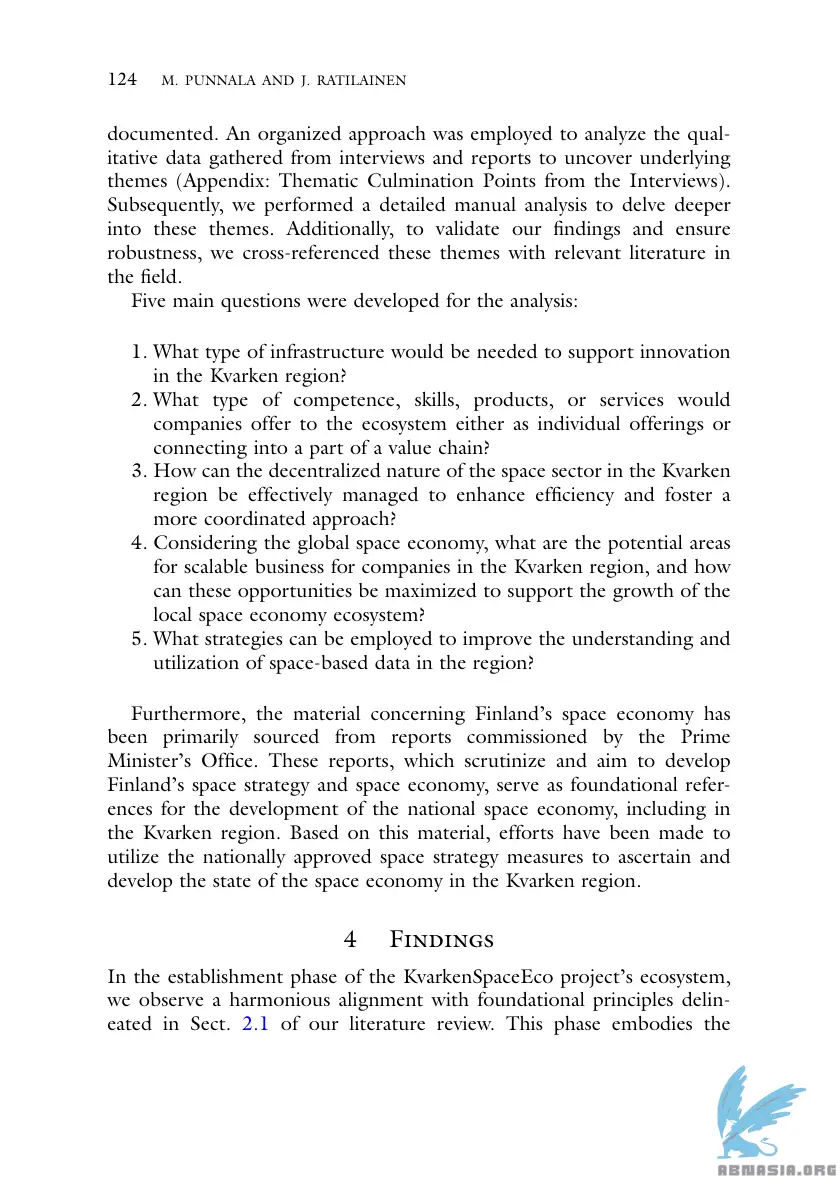 124 M. PUNNALA AND J. RATILAINEN
documented. An organized approach was employed to analyze the qual-
itative data gathered from interviews and reports to uncover underlying
themes (Appendix: Thematic Culmination Points from the Interviews).
Subsequently, we performed a detailed manual analysis to delve deeper
into these themes. Additionally, to validate our findings and ensure
robustness, we cross-referenced these themes with relevant literature in
the field.
Five main questions were developed for the analysis:
1. What type of infrastructure would be needed to support innovation
in the Kvarken region?
2. What type of competence, skills, products, or services would
companies offer to the ecosystem either as individual offerings or
connecting into a part of a value chain?
3. How can the decentralized nature of the space sector in the Kvarken
region be effectively managed to enhance efficiency and foster a
more coordinated approach?
4. Considering the global space economy, what are the potential areas
for scalable business for companies in the Kvarken region, and how
can these opportunities be maximized to support the growth of the
local space economy ecosystem?
5. What strategies can be employed to improve the understanding and
utilization of space-based data in the region?
Furthermore, the material concerning Finland's space economy has
been primarily sourced from reports commissioned by the Prime
Minister's Office. These reports, which scrutinize and aim to develop
Finland's space strategy and space economy, serve as foundational refer-
ences for the development of the national space economy, including in
the Kvarken region. Based on this material, efforts have been made to
utilize the nationally approved space strategy measures to ascertain and
develop the state of the space economy in the Kvarken region.
4 FINDINGS
In the establishment phase of the KvarkenSpaceEco project's ecosystem,
we observe a harmonious alignment with foundational principles delin-
eated in Sect. 2.1 of our literature review. This phase embodies the
ABMASIA.ORG